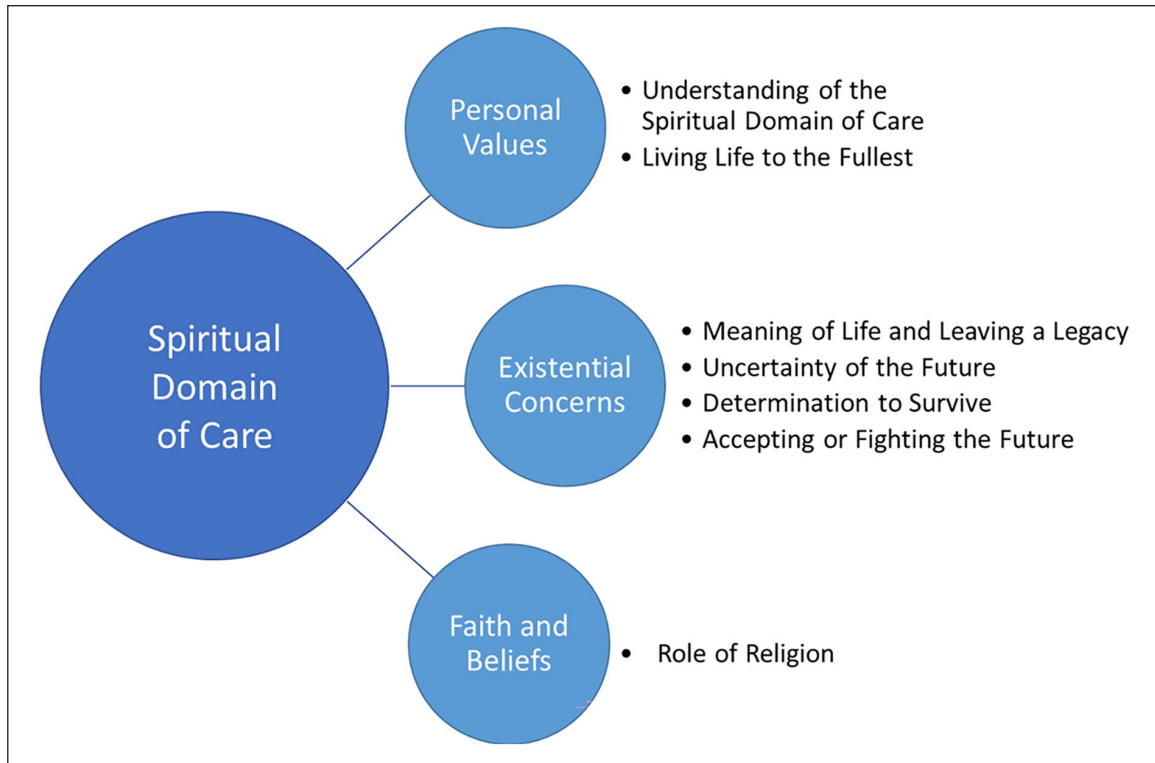 Personal
Values
• Understanding of the
Spiritual Domain of Care
• Living Life to the Fullest
Spiritual
Domain
of Care
Existential
Concerns
• Meaning of Life and Leaving a Legacy
• Uncertainty of the Future
• Determination to Survive
• Accepting or Fighting the Future
Faith and
Beliefs
• Role of Religion